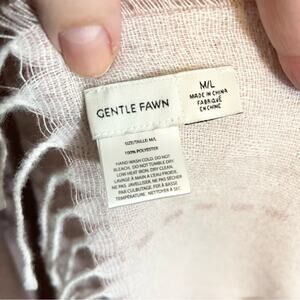 GENTLE FAWN
M/L
MADE IN CHINA
FABRIQUÉ
EN CHINE
SIZE/TAILLE: M/L
100% POLYESTER
HAND WASH COLD. DO NOT
BLEACH. DO NOT TUMBLE DRY.
LOW HEAT IRON. DRY CLEAN.
LAVAGE À MAIN À L'EAU FROIDE.
NE PAS JAVELLISER. NE PAS SÉCHER
PAR CULBUTAGE. FER À BASSE
TEMPÉRATURE. NETTOYER À SEC